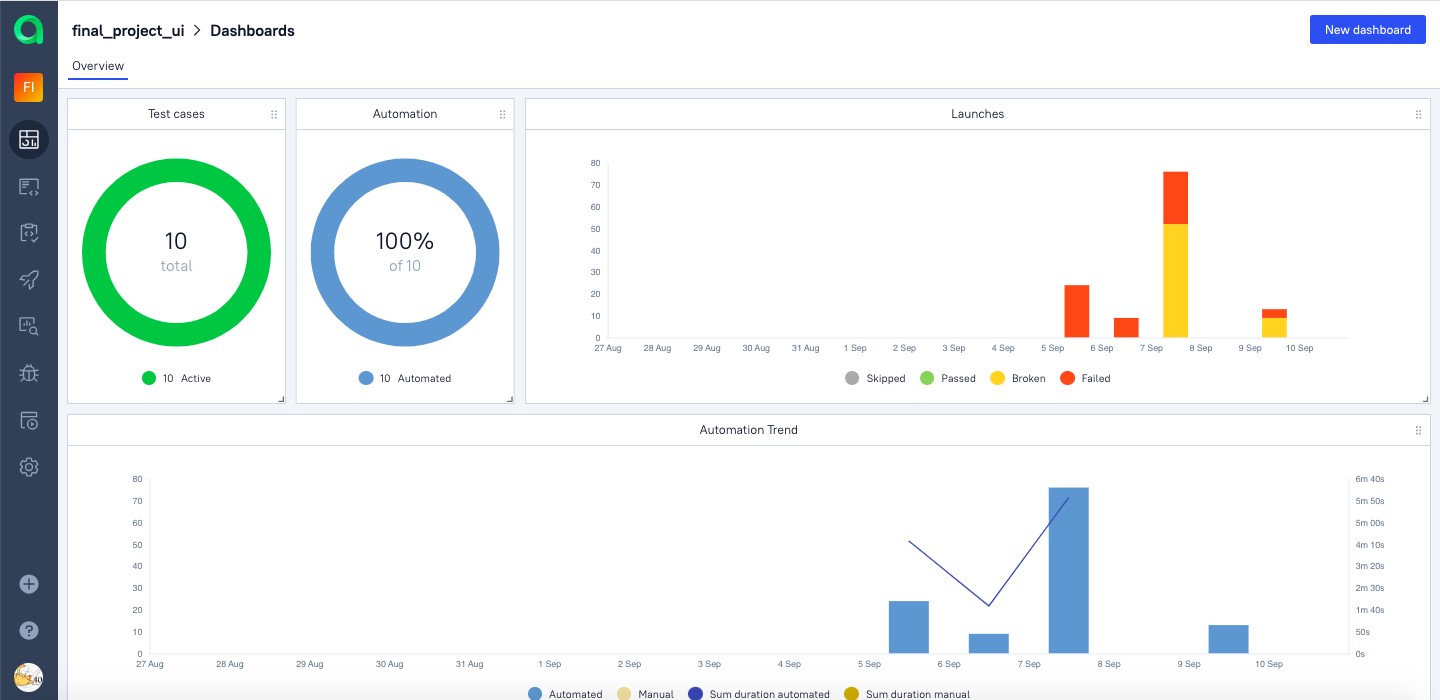 final_project_ui > Dashboards
New dashboard
Overview
FI
Test cases
10
total
10 Active
Automation
100%
of 10
10 Automated
Launches
80
70
60
50
40
30
20
10
0
27 Aug 28 Aug 29 Aug 30 Aug 31 Aug 1 Sep 2 Sep 3 Sep 4 Sep 5 Sep 6 Sep 7 Sep 8 Sep 9 Sep 10 Sep
Skipped Passed Broken Failed
Automation Trend
80
70
60
50
40
30
20
10
0
6m 40s
5m 50s
5m 00s
4m 10s
3m 20s
2m 30s
1m 40s
50s
0s
27 Aug 28 Aug 29 Aug 30 Aug 31 Aug 1 Sep 2 Sep 3 Sep 4 Sep 5 Sep 6 Sep 7 Sep 8 Sep 9 Sep 10 Sep
Automated Manual Sum duration automated Sum duration manual